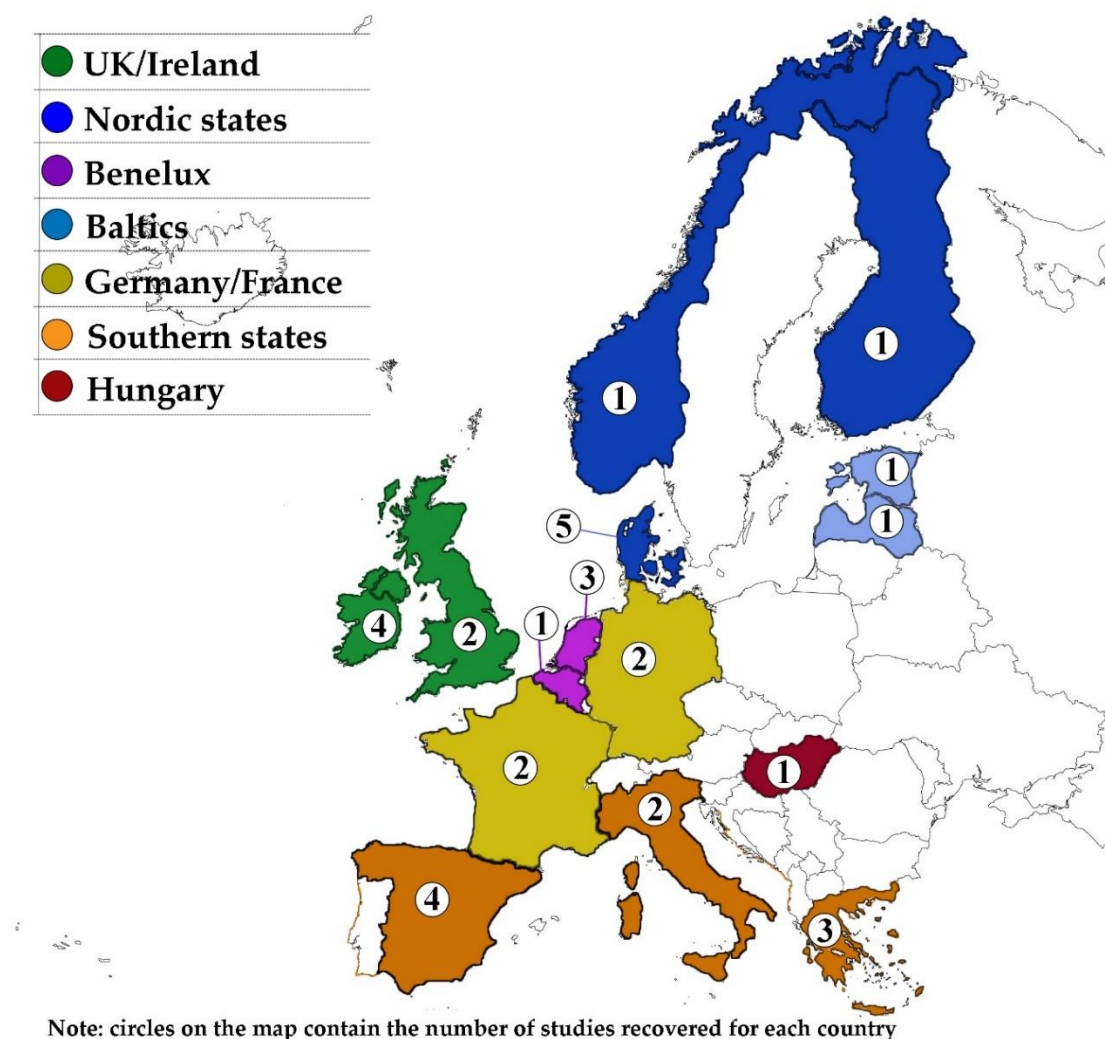 UK/Ireland
Nordic states
Benelux
Baltics
Germany/France
Southern states
Hungary
1
1
1
1
5
3
1
4
2
2
2
1
2
4
3
Note: circles on the map contain the number of studies recovered for each country